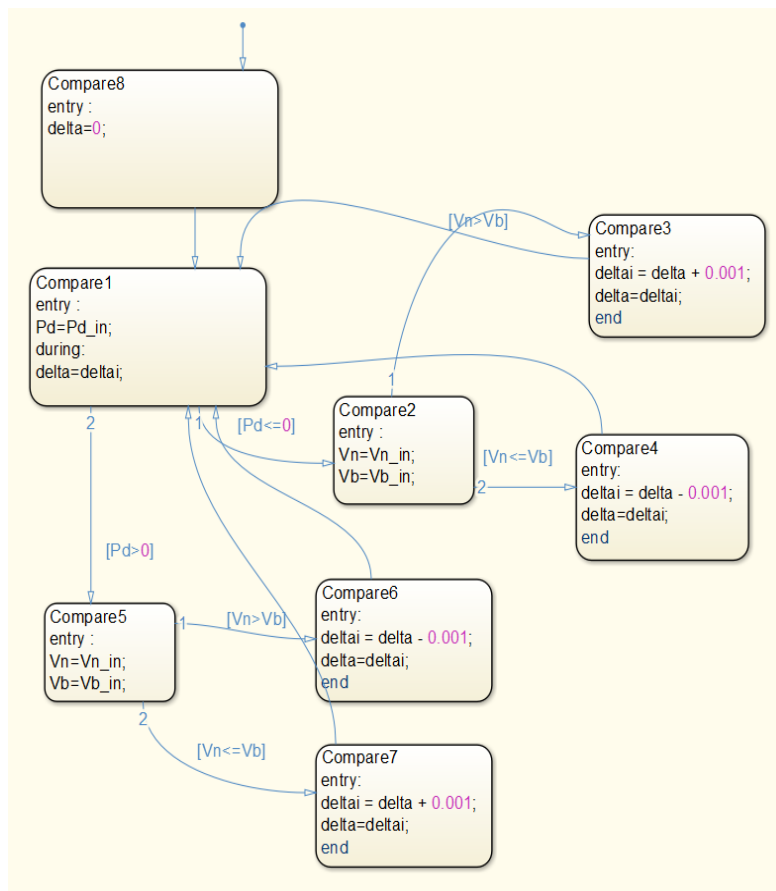 Compare8
entry :
delta=0;
[Vn>Vb]
Compare3
entry:
deltai = delta + 0.001;
delta=deltai;
end
Compare1
entry :
Pd=Pd_in;
during:
delta=deltai;
2
1
[Pd<=0]
1
Compare2
entry :
Vn=Vn_in;
Vb=Vb_in;
2
[Vn<=Vb]
Compare4
entry:
deltai = delta - 0.001;
delta=deltai;
end
[Pd>0]
Compare5
entry :
Vn=Vn_in;
Vb=Vb_in;
1
[Vn>Vb]
Compare6
entry:
deltai = delta - 0.001;
delta=deltai;
end
2
[Vn<=Vb]
Compare7
entry:
deltai = delta + 0.001;
delta=deltai;
end